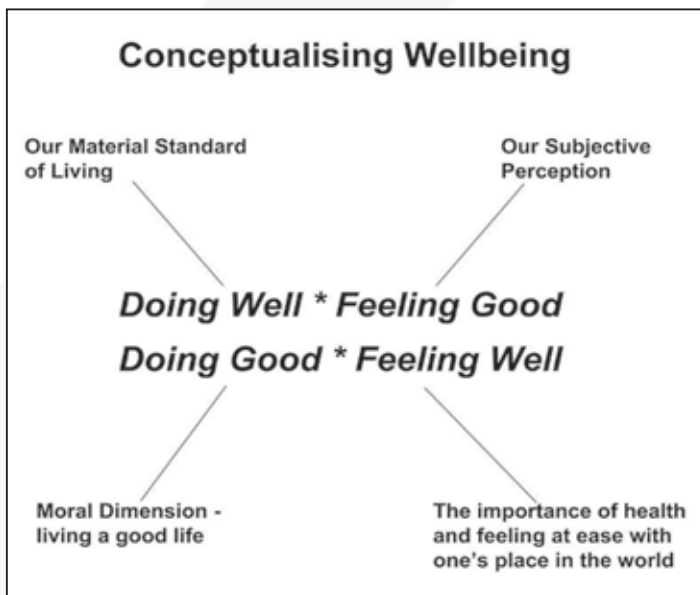 Conceptualising Wellbeing
Our Material Standard
of Living
Our Subjective
Perception
Doing Well * Feeling Good
Doing Good * Feeling Well
Moral Dimension -
living a good life
The importance of health
and feeling at ease with
one's place in the world